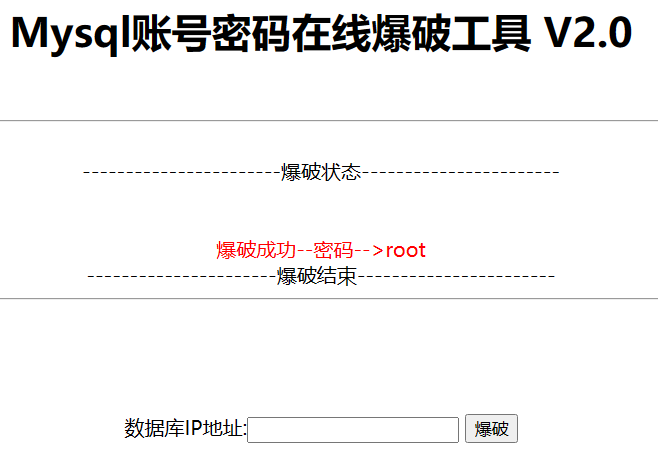 Mysql账号密码在线爆破工具 V2.0
-----------------------爆破状态-----------------------
爆破成功--密码-->root
----------------------爆破结束-----------------------
数据库IP地址: 爆破